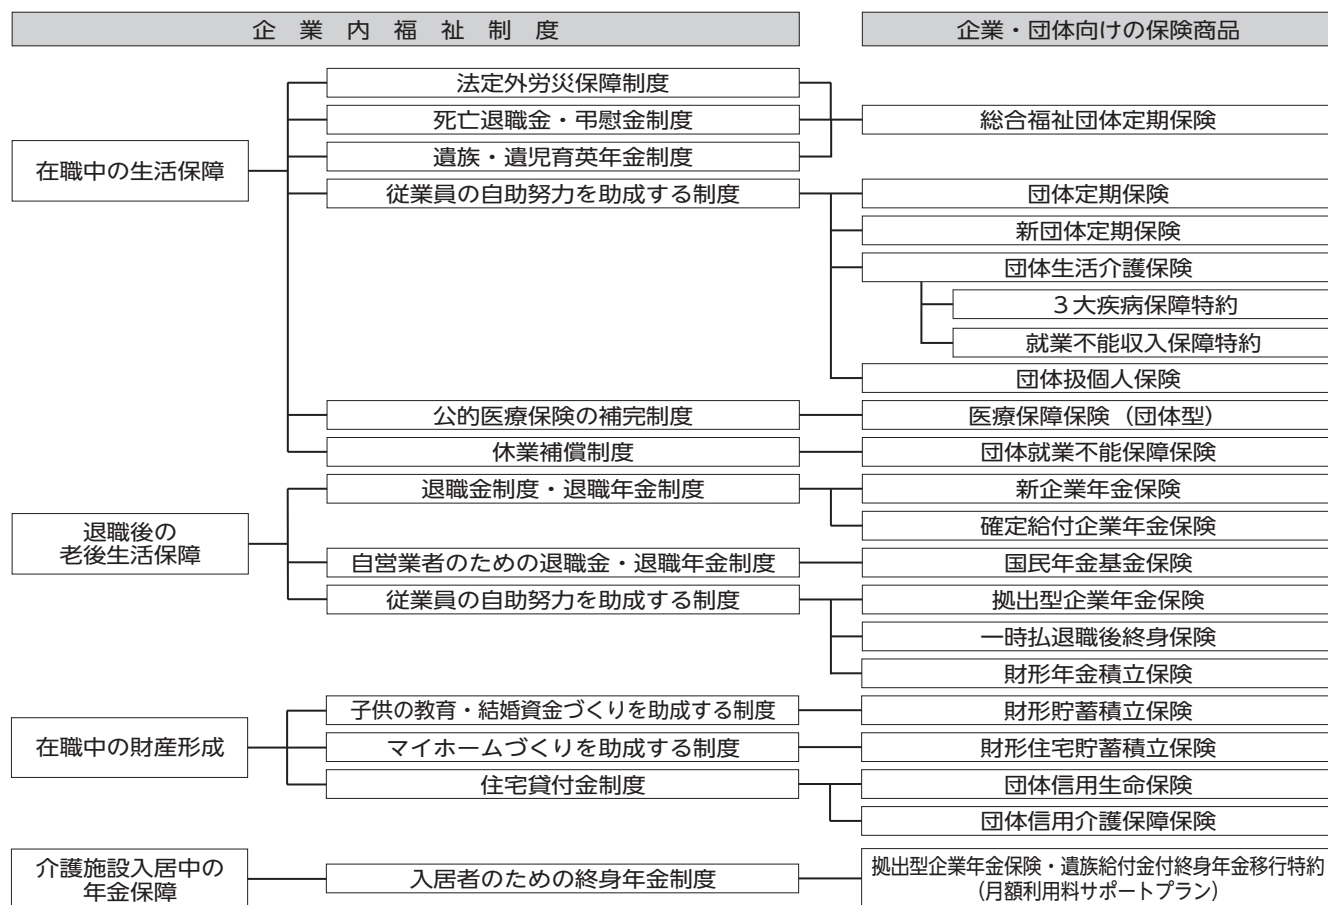 企業内福祉制度
企業・団体向けの保険商品
在職中の生活保障
法定外労災保障制度
死亡退職金・弔慰金制度
遺族・遺児育英年金制度
総合福祉団体定期保険
従業員の自助努力を助成する制度
団体定期保険
新団体定期保険
団体生活介護保険
3大疾病保障特約
就業不能収入保障特約
団体扱個人保険
公的医療保険の補完制度
医療保障保険（団体型）
休業補償制度
団体就業不能保障保険
退職後の
老後生活保障
退職金制度・退職年金制度
新企業年金保険
確定給付企業年金保険
自営業者のための退職金・退職年金制度
国民年金基金保険
従業員の自助努力を助成する制度
拠出型企業年金保険
一時払退職後終身保険
財形年金積立保険
在職中の財産形成
子供の教育・結婚資金づくりを助成する制度
財形貯蓄積立保険
マイホームづくりを助成する制度
財形住宅貯蓄積立保険
住宅貸付金制度
団体信用生命保険
団体信用介護保障保険
介護施設入居中の
年金保障
入居者のための終身年金制度
拠出型企業年金保険・遺族給付金付終身年金移行特約
（月額利用料サポートプラン）